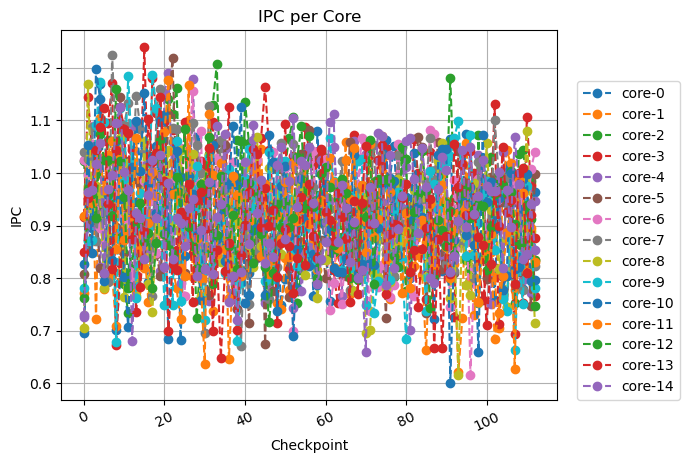 IPC per Core
IPC
1.2
1.1
1.0
0.9
0.8
0.7
0.6
0
20
40
60
80
100
Checkpoint
core-0
core-1
core-2
core-3
core-4
core-5
core-6
core-7
core-8
core-9
core-10
core-11
core-12
core-13
core-14